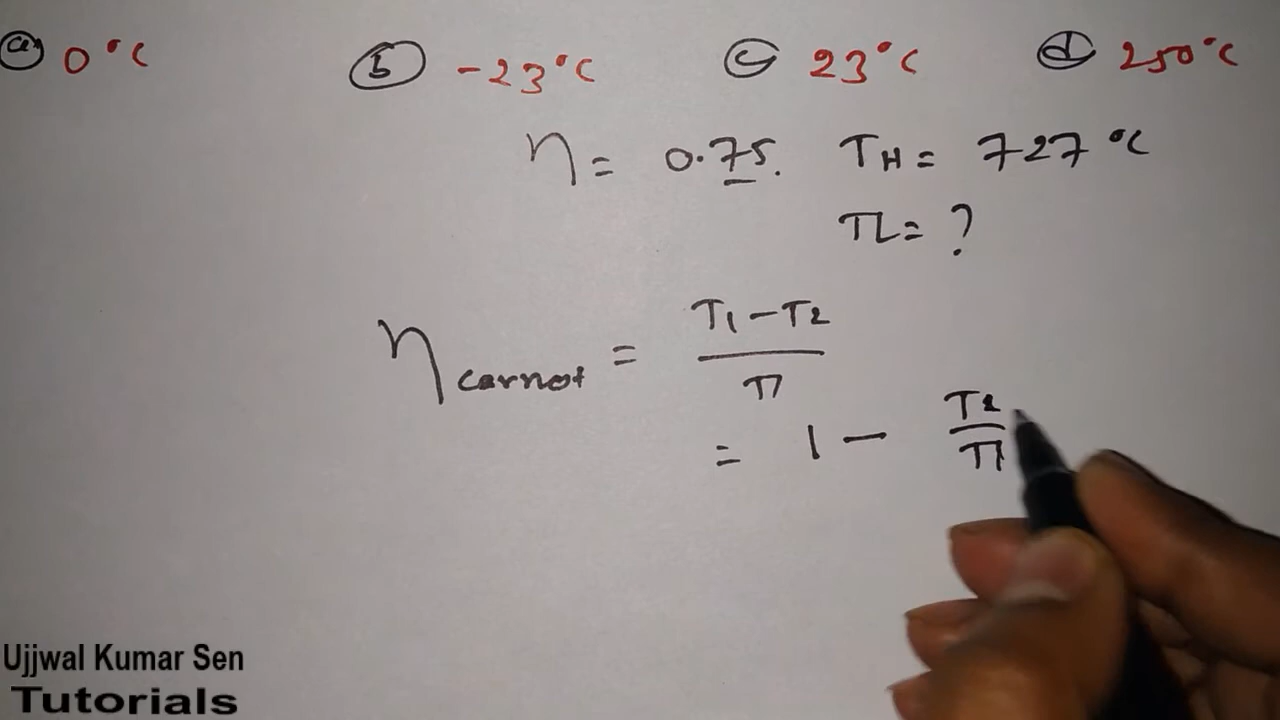 (a) 0°C (b) -23°C (c) 23°C (d) 250°C
η = 0.75. TH = 727°C
TL = ?
ηcarnot = T1 - T2 / T1
= 1 - T2 / T1
Ujjwal Kumar Sen
Tutorials